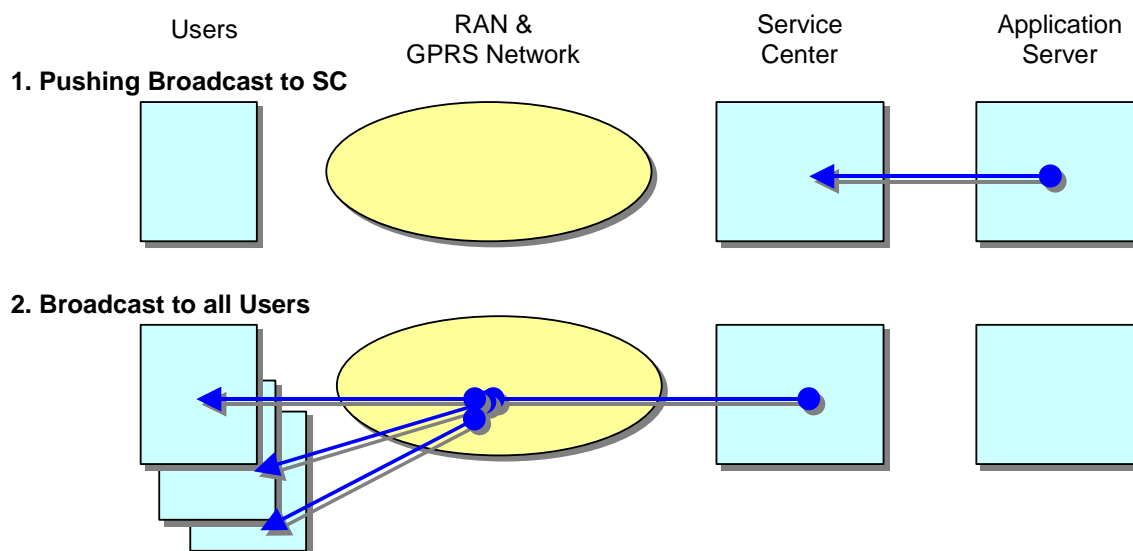 Users
RAN &
GPRS Network
Service
Center
Application
Server
1. Pushing Broadcast to SC
2. Broadcast to all Users